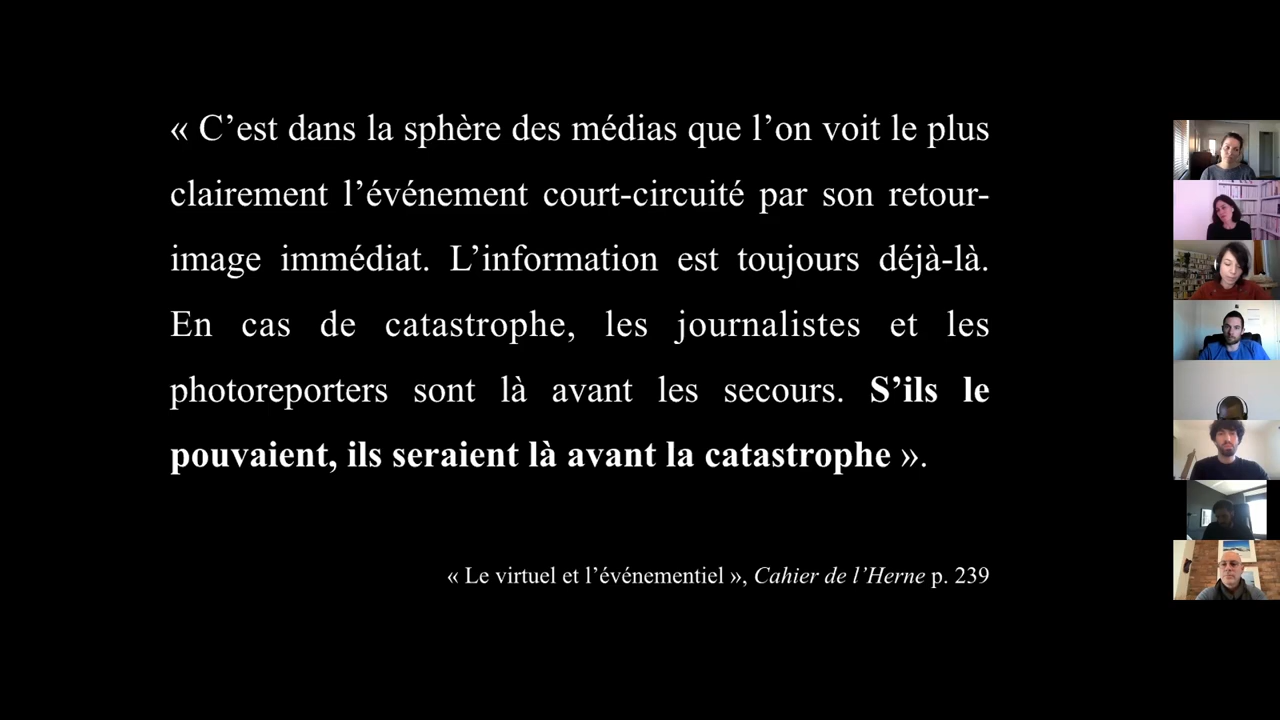 « C’est dans la sphère des médias que l’on voit le plus
clairement l’événement court-circuité par son retour-
image immédiat. L’information est toujours déjà-là.
En cas de catastrophe, les journalistes et les
photoreporters sont là avant les secours. S’ils le
pouvaient, ils seraient là avant la catastrophe ».
« Le virtuel et l’événementiel », Cahier de l’Herne p. 239